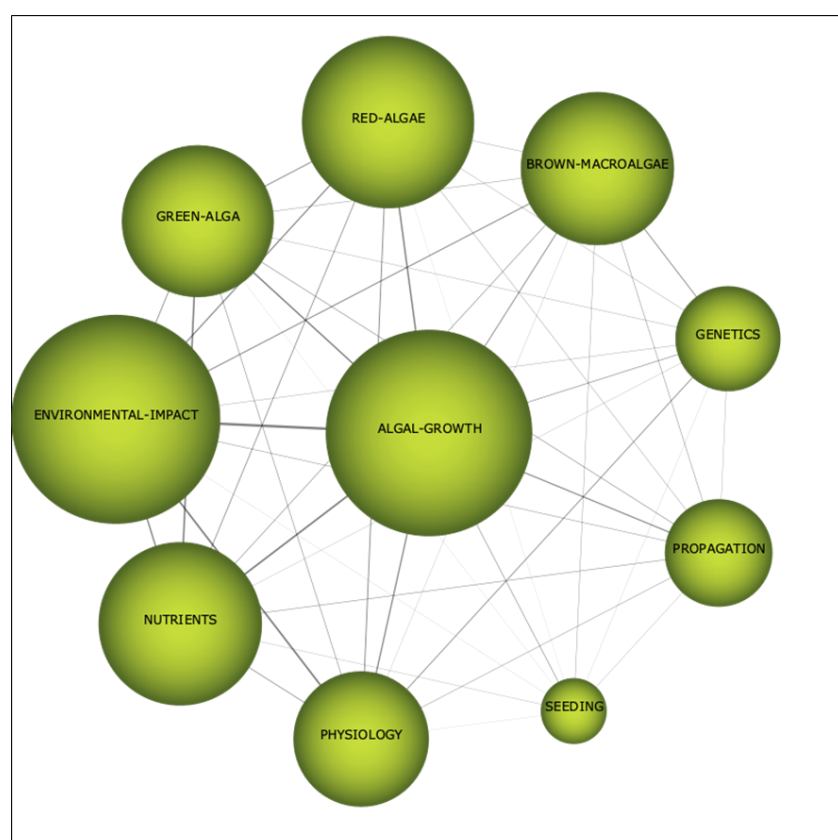 RED-ALGAE
BROWN-MACROALGAE
GREEN-ALGA
GENETICS
ENVIRONMENTAL-IMPACT
ALGAL-GROWTH
PROPAGATION
NUTRIENTS
SEEDING
PHYSIOLOGY